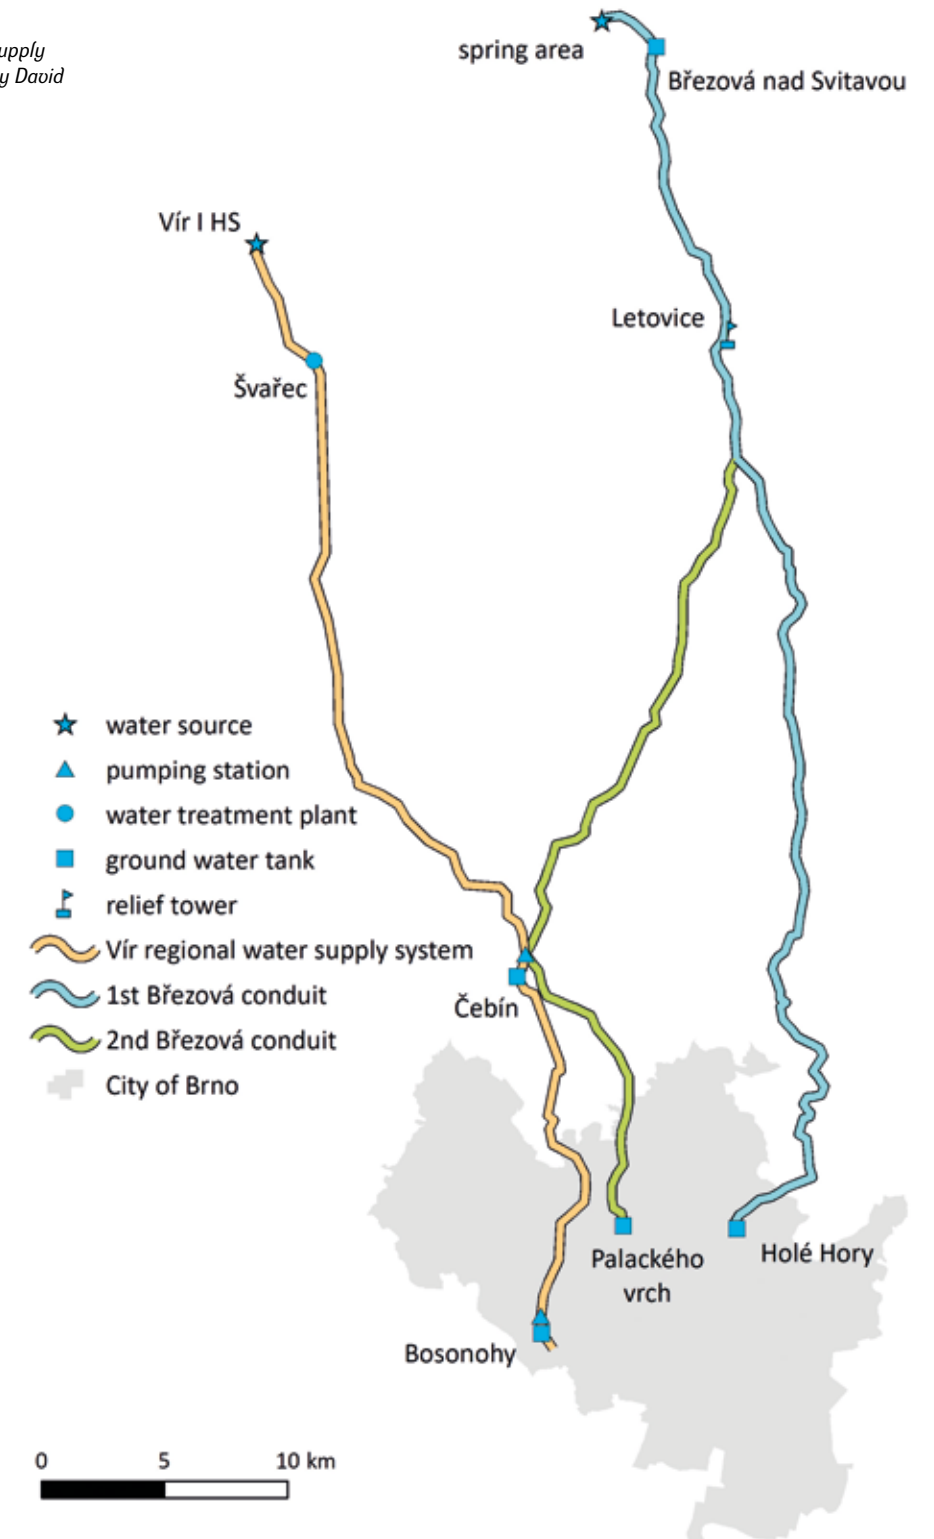 upply
y David
spring area
Březová nad Svitavou
Vír I HS
Letovice
Švařec
water source
pumping station
water treatment plant
ground water tank
relief tower
Vír regional water supply system
1st Březová conduit
2nd Březová conduit
City of Brno
Čebín
Palackého
vrch
Holé Hory
Bosonohy
0 5 10 km